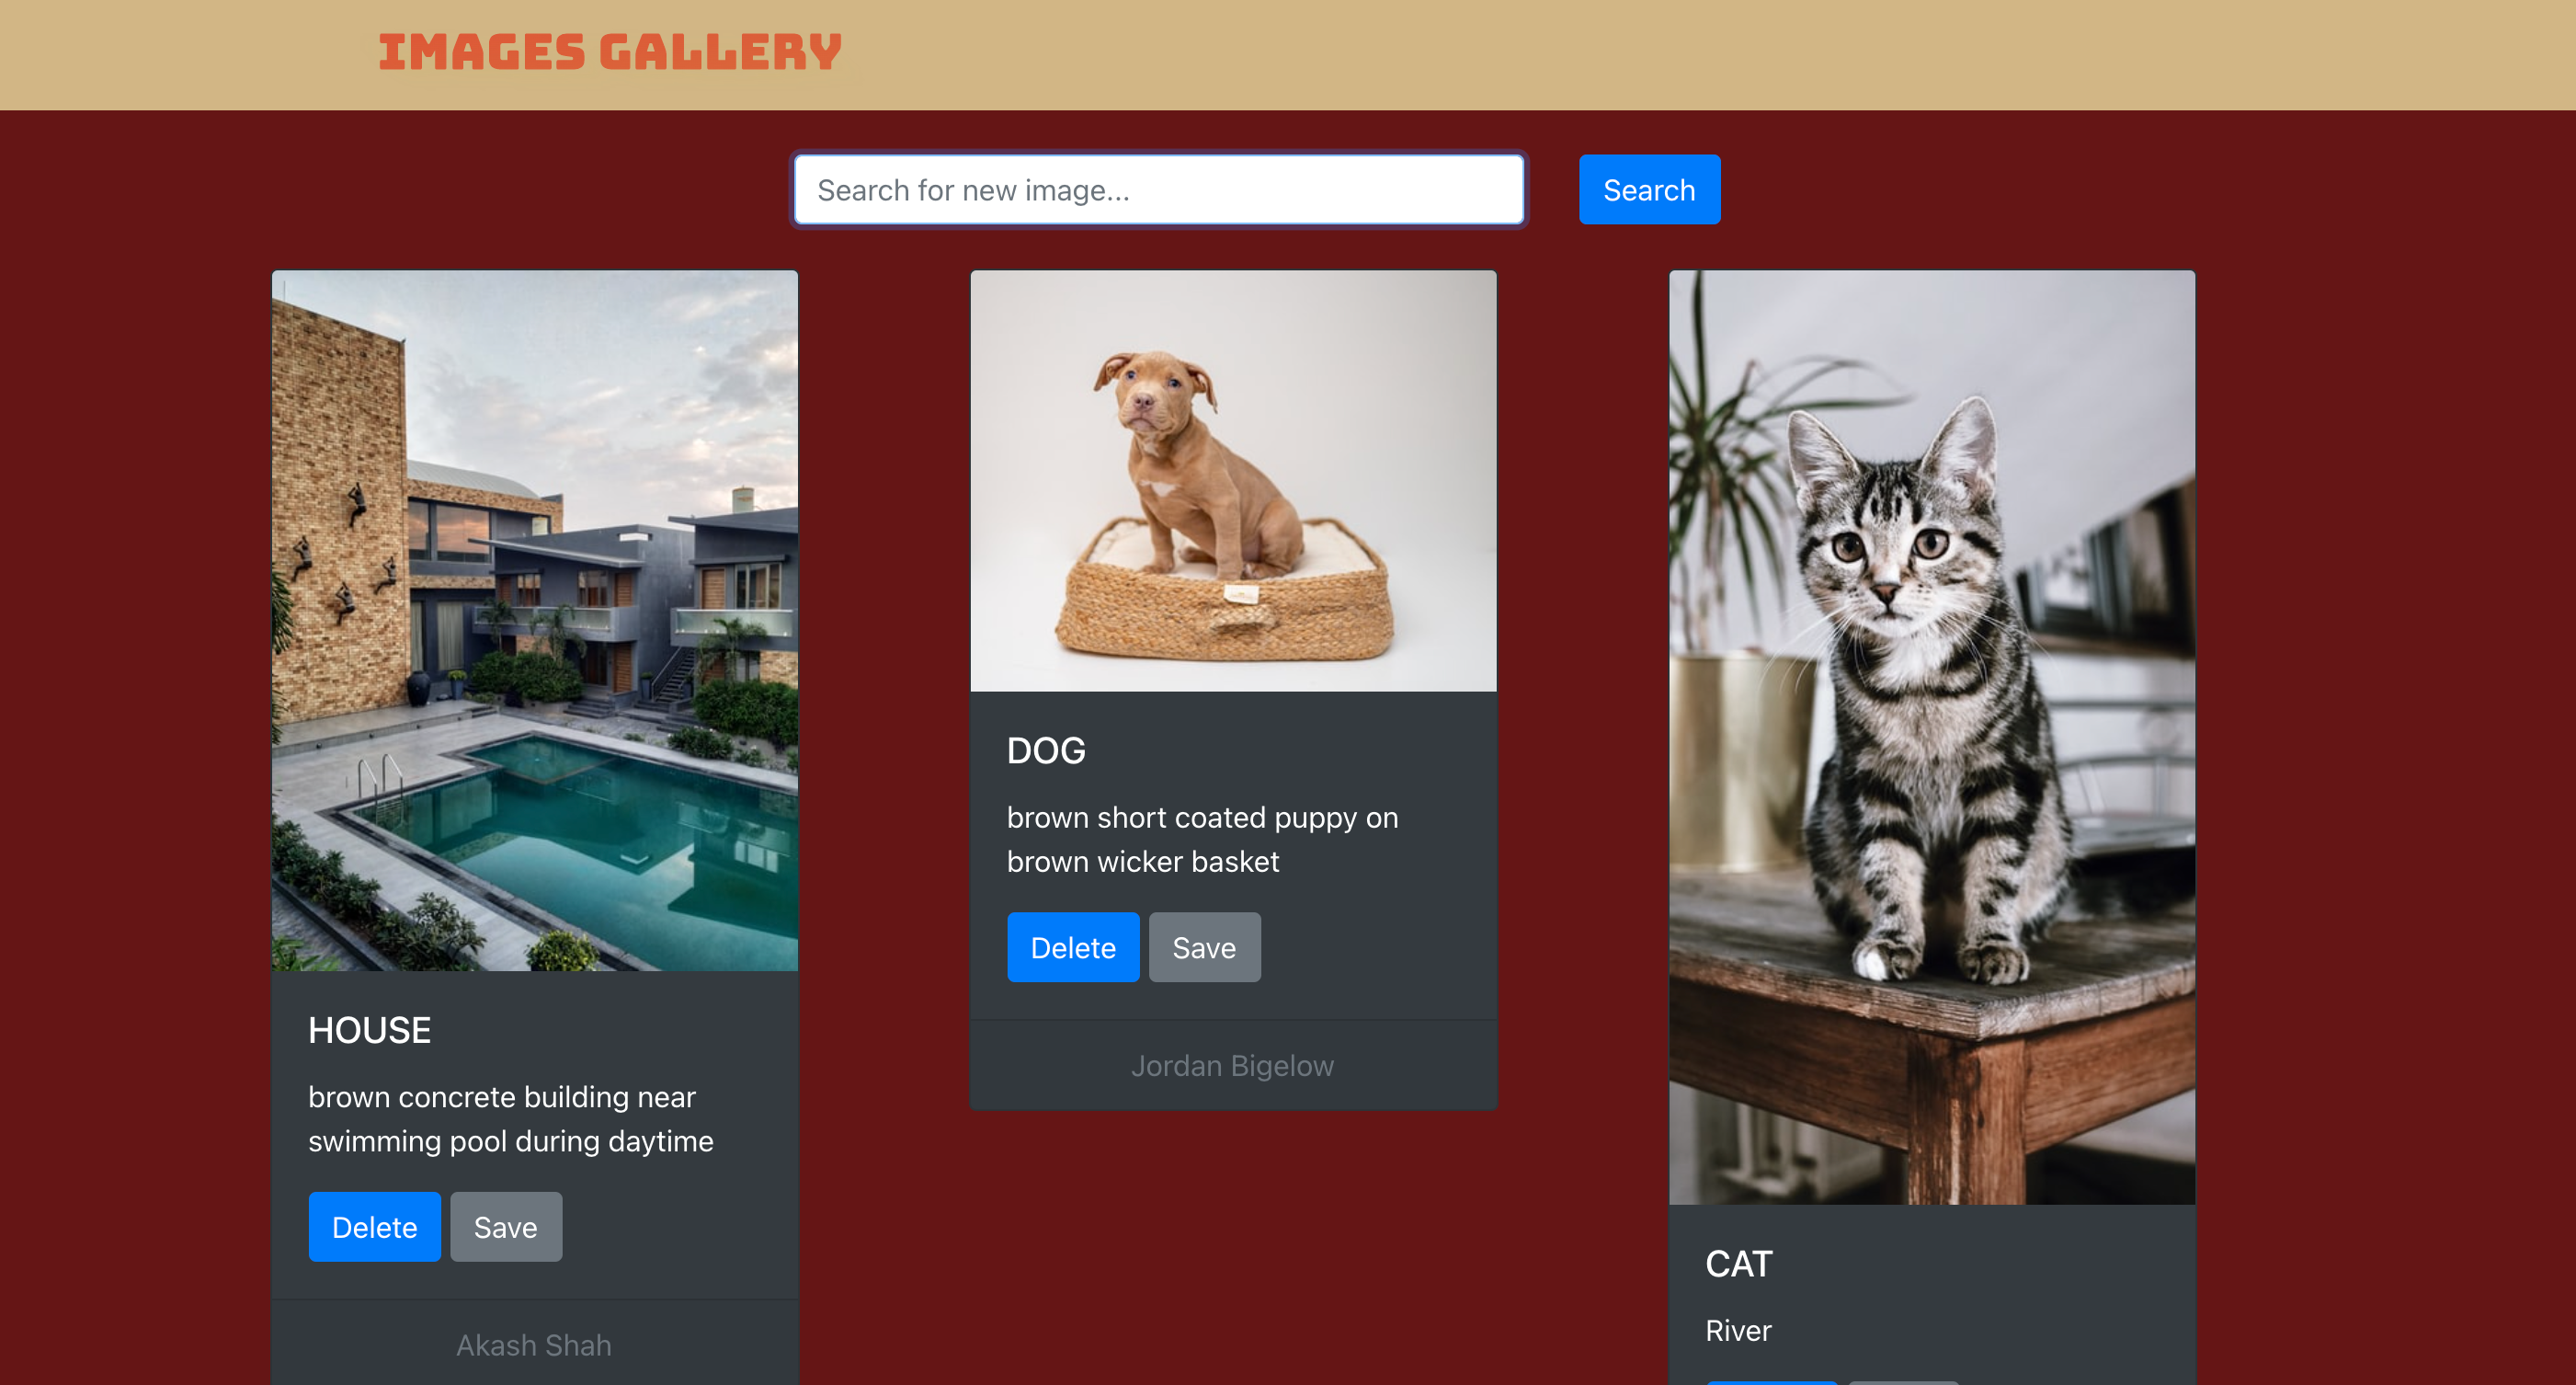 IMAGES GALLERY
Search for new image...
Search
HOUSE
brown concrete building near
swimming pool during daytime
Delete
Save
Akash Shah
DOG
brown short coated puppy on
brown wicker basket
Delete
Save
Jordan Bigelow
CAT
River